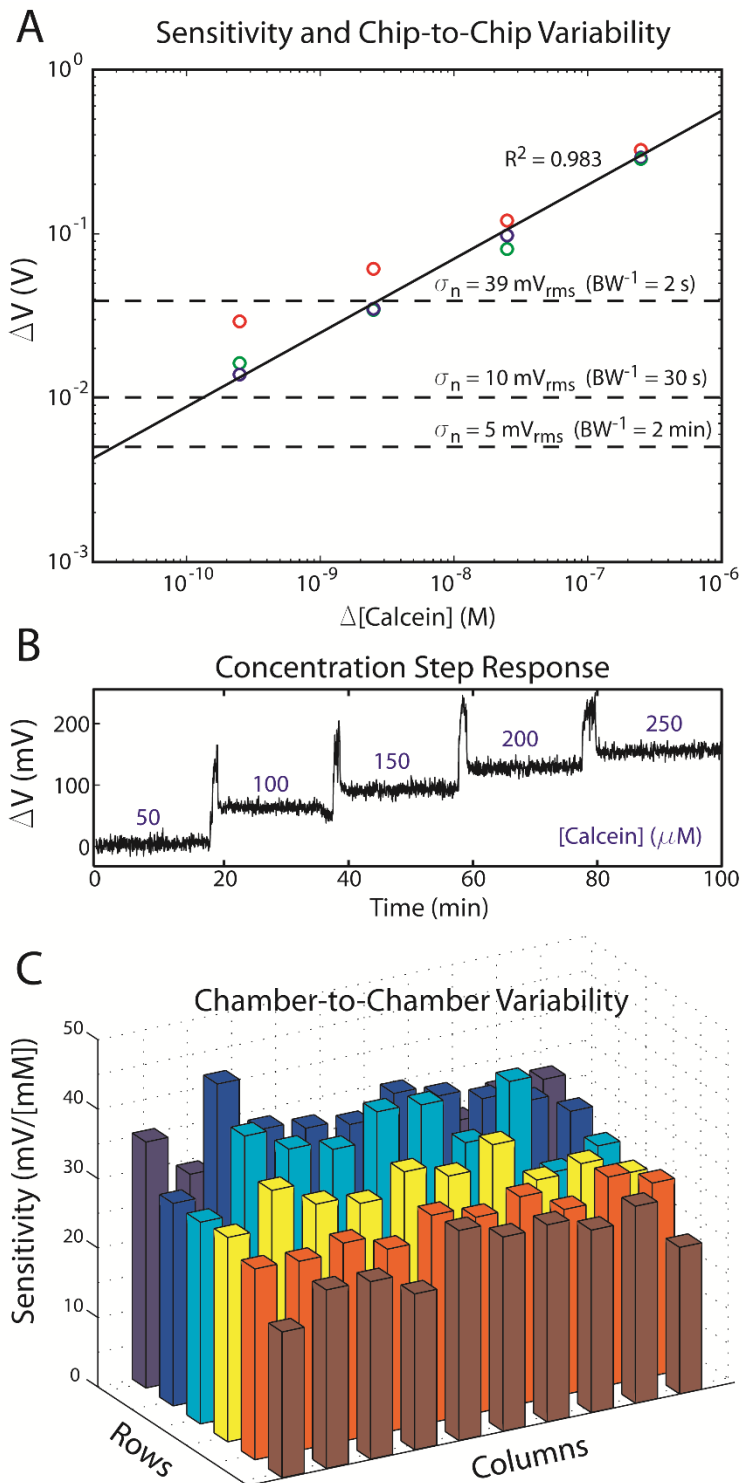 A
Sensitivity and Chip-to-Chip Variability
10⁰
R² = 0.983
10⁻¹
σₙ = 39 mVrms (BW⁻¹ = 2 s)
ΔV (V)
10⁻²
σₙ = 10 mVrms (BW⁻¹ = 30 s)
σₙ = 5 mVrms (BW⁻¹ = 2 min)
10⁻³
10⁻¹⁰ 10⁻⁹ 10⁻⁸ 10⁻⁷ 10⁻⁶
Δ[Calcein] (M)
B
Concentration Step Response
200
100
0
ΔV (mV)
50 100 150 200 250
[Calcein] (μM)
0 20 40 60 80 100
Time (min)
C
Chamber-to-Chamber Variability
50
40
30
20
10
0
Sensitivity (mV/[mM])
Rows
Columns